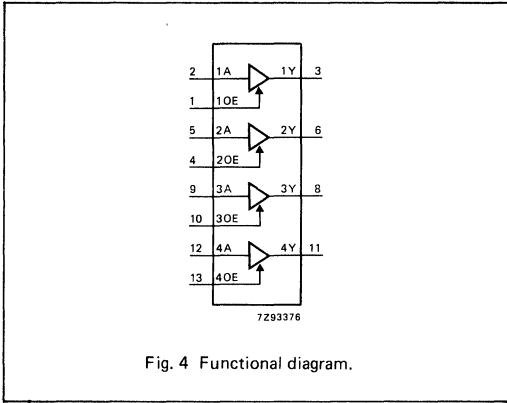 2 1A 1Y 3
1 1OE
5 2A 2Y 6
4 2OE
9 3A 3Y 8
10 3OE
12 4A 4Y 11
13 4OE
7Z93376
Fig. 4 Functional diagram.